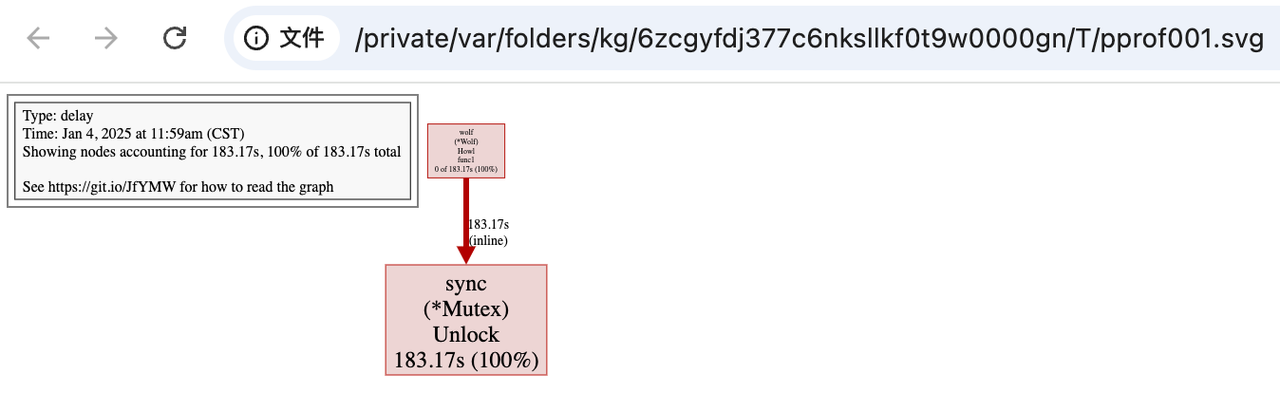 文件
/private/var/folders/kg/6zcgyfdj377c6nksllkf0t9w0000gn/T/pprof001.svg
Type: delay
Time: Jan 4, 2025 at 11:59am (CST)
Showing nodes accounting for 183.17s, 100% of 183.17s total
See https://git.io/JfYMW for how to read the graph
wolf
(*Wolf)
Howl
func1
0 of 183.17s (100%)
183.17s
(inline)
sync
(*Mutex)
Unlock
183.17s (100%)